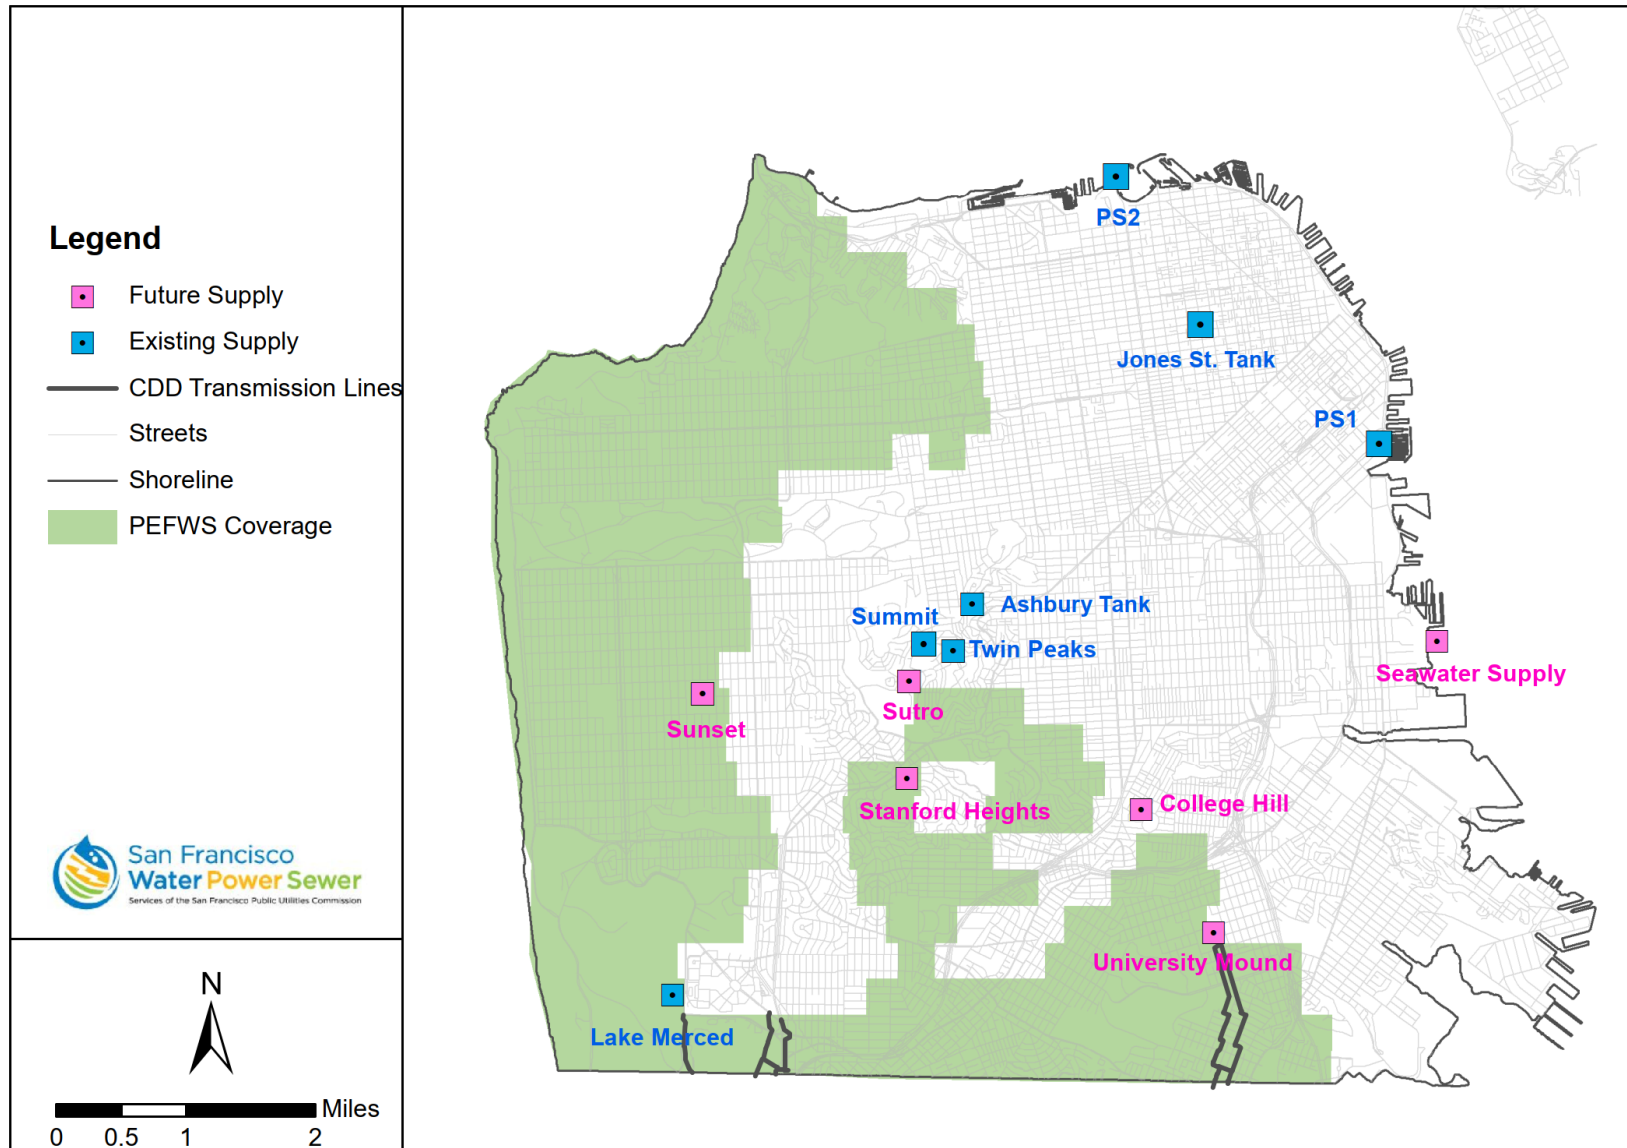 Legend
Future Supply
Existing Supply
CDD Transmission Lines
Streets
Shoreline
PEFWS Coverage
San Francisco
Water Power Sewer
Services of the San Francisco Public Utilities Commission
N
Miles
0 0.5 1 2
PS2
Jones St. Tank
PS1
Ashbury Tank
Summit
Twin Peaks
Seawater Supply
Sutro
Sunset
Stanford Heights
College Hill
University Mound
Lake Merced